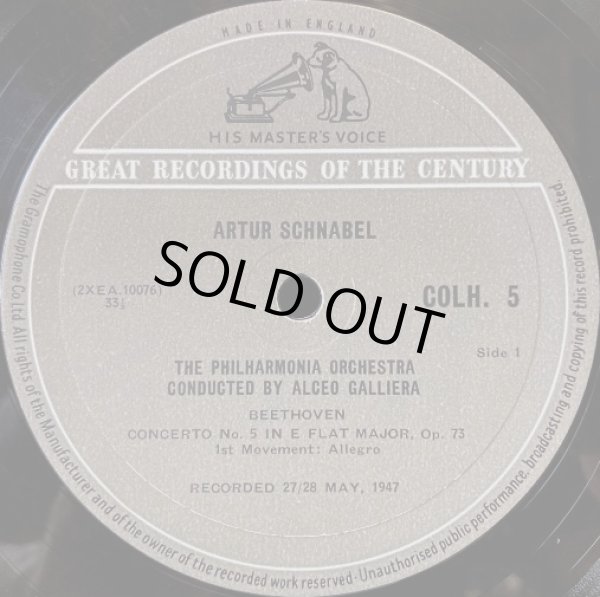 MADE IN ENGLAND
HIS MASTER'S VOICE
GREAT RECORDINGS OF THE CENTURY
ARTUR SCHNABEL
(2XEA.10076)
33⅓
COLH. 5
SOLD OUT
Side 1
THE PHILHARMONIA ORCHESTRA
CONDUCTED BY ALCEO GALLIERA
BEETHOVEN
CONCERTO No. 5 IN E FLAT MAJOR, Op. 73
1st Movement: Allegro
RECORDED 27/28 MAY, 1947
The Gramophone Co. Ltd All rights of the Manufacturer and of the owner of the recorded work reserved · Unauthorised public performance, broadcasting and copying of this record prohibited.